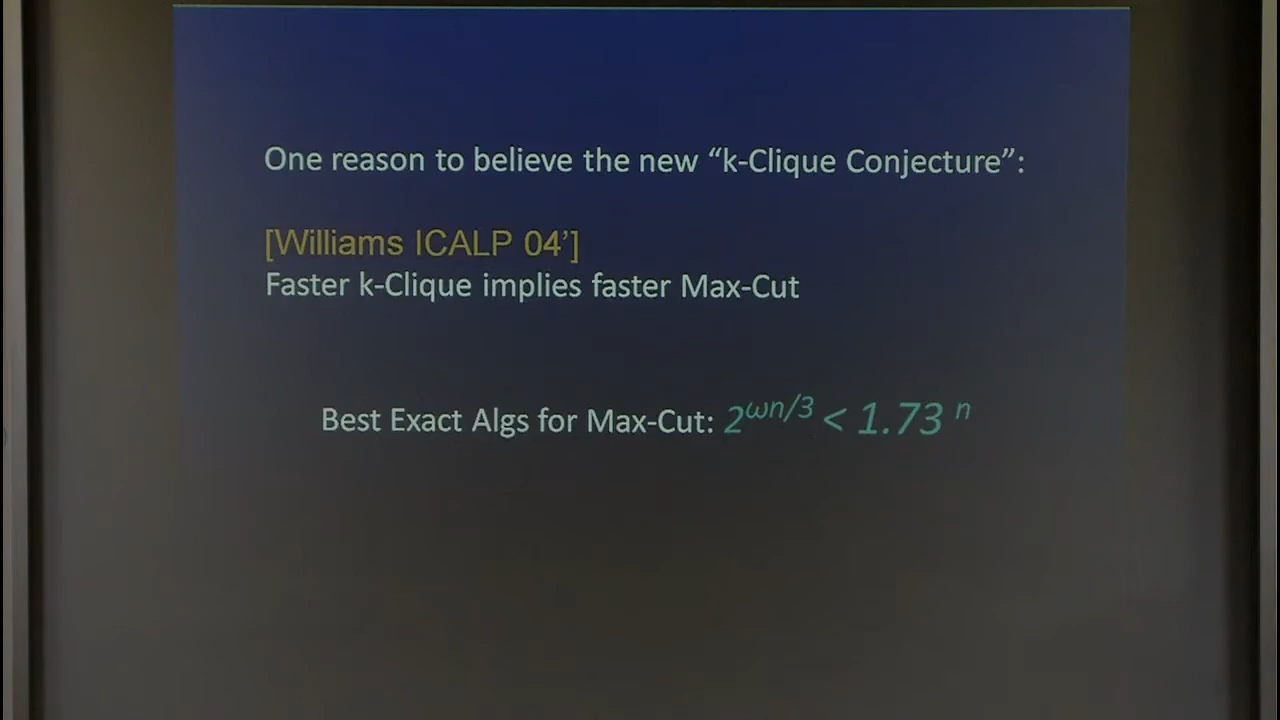 One reason to believe the new “k-Clique Conjecture”:
[Williams ICALP 04’]
Faster k-Clique implies faster Max-Cut
Best Exact Algs for Max-Cut: 2^ωn/3 < 1.73 ^n